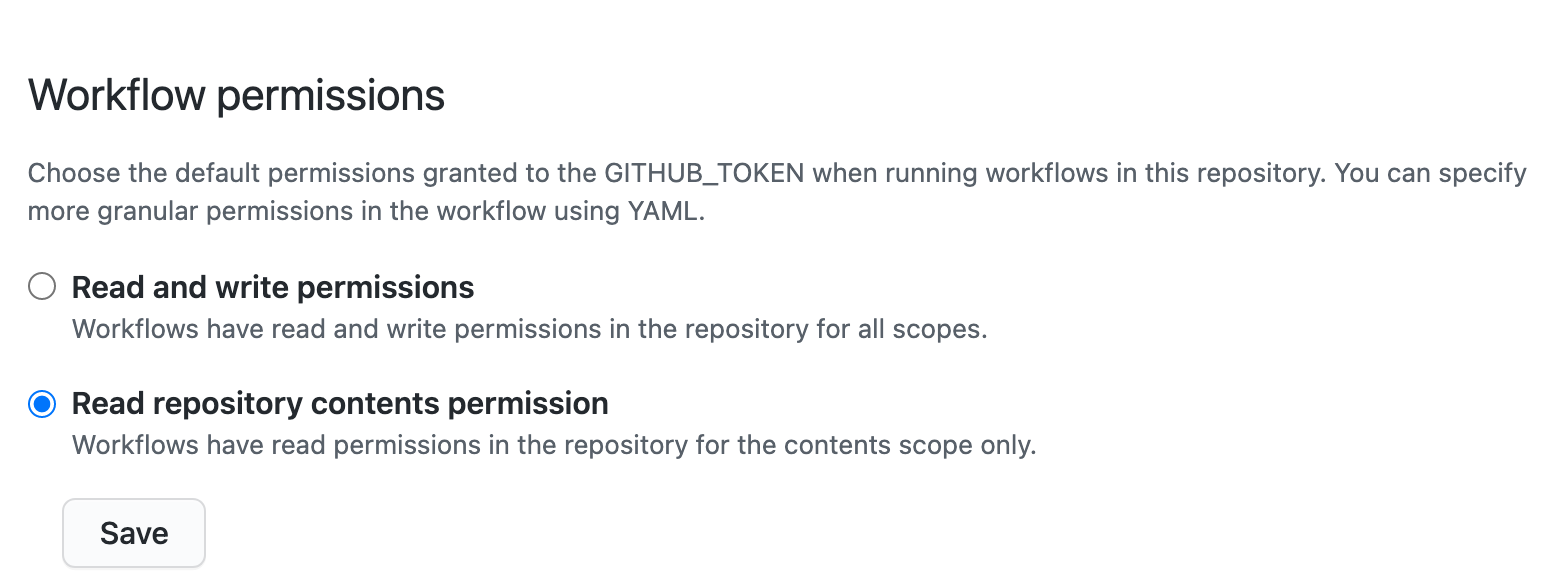 Workflow permissions
Choose the default permissions granted to the GITHUB_TOKEN when running workflows in this repository. You can specify
more granular permissions in the workflow using YAML.
Read and write permissions
Workflows have read and write permissions in the repository for all scopes.
Read repository contents permission
Workflows have read permissions in the repository for the contents scope only.
Save